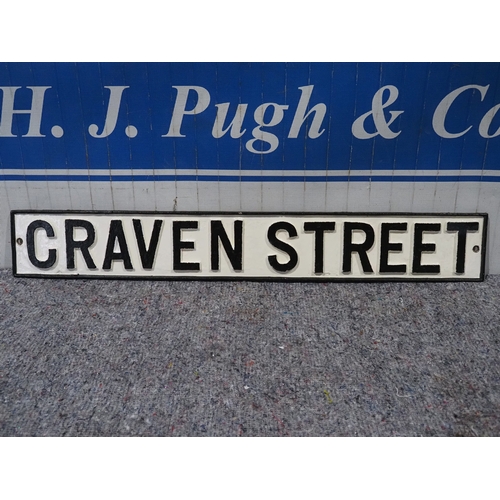 H. J. Pugh & Co
CRAVEN STREET